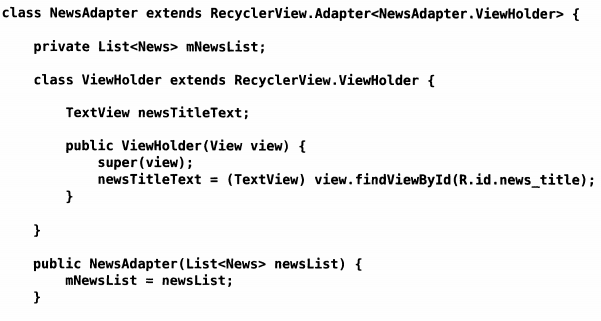 class NewsAdapter extends RecyclerView.Adapter<NewsAdapter.ViewHolder> {
private List<News> mNewsList;
class ViewHolder extends RecyclerView.ViewHolder {
TextView newsTitleText;
public ViewHolder(View view) {
super(view);
newsTitleText = (TextView) view.findViewById(R.id.news_title);
}
}
public NewsAdapter(List<News> newsList) {
mNewsList = newsList;
}